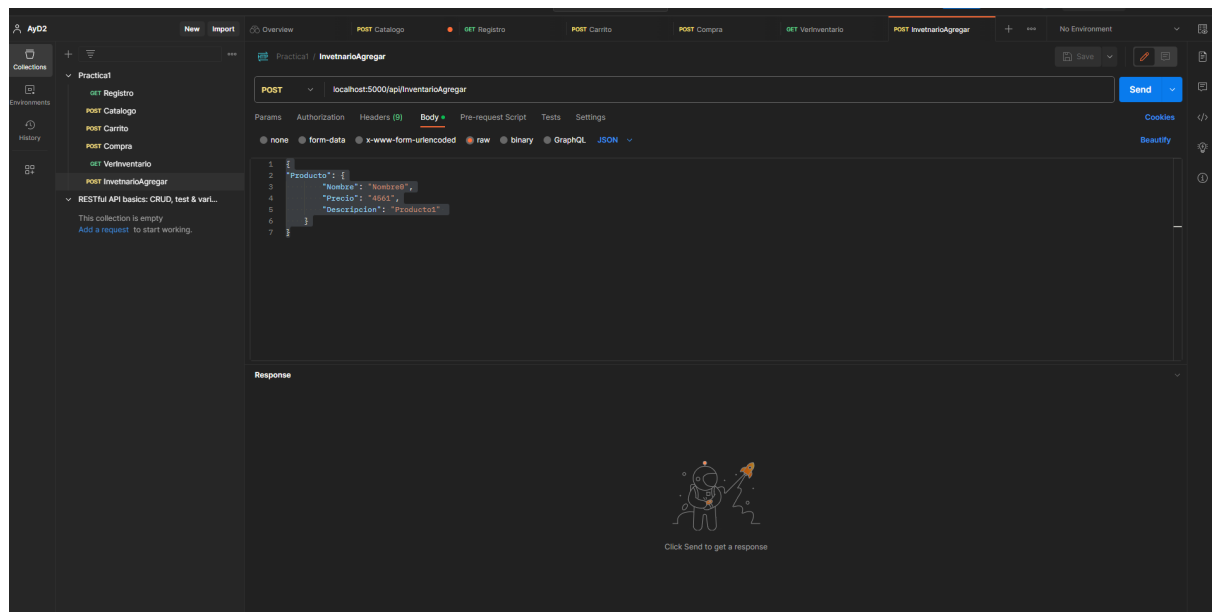 AyD2
New Import
Overview
POST Catalogo
GET Registro
POST Carrito
POST Compra
GET VerInventario
POST InvetnarioAgregar
No Environment
Collections
Environments
History
Practica1
GET Registro
POST Catalogo
POST Carrito
POST Compra
GET VerInventario
POST InvetnarioAgregar
RESTful API basics: CRUD, test & vari...
This collection is empty
Add a request to start working.
Practica1 / InvetnarioAgregar
Save
POST localhost:5000/api/InventarioAgregar
Send
Params Authorization Headers (9) Body Pre-request Script Tests Settings
Cookies
none form-data x-www-form-urlencoded raw binary GraphQL JSON
Beautify
1 {
2 "Producto": {
3 "Nombre": "Nombre0",
4 "Precio": "4661",
5 "Descripcion": "Producto1"
6 }
7 }
Response
Click Send to get a response